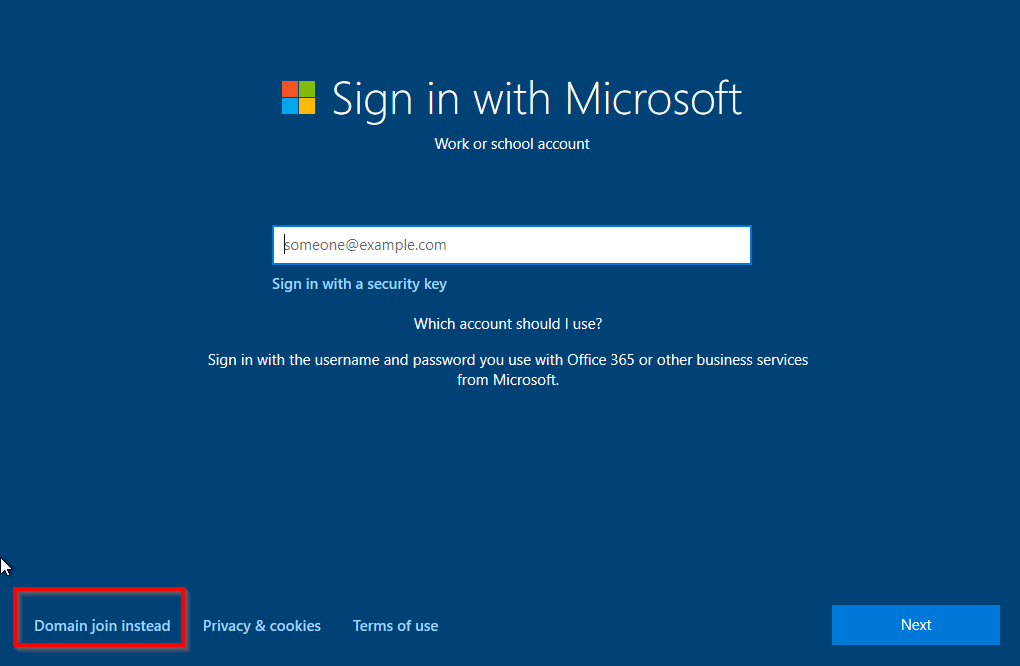 Sign in with Microsoft
Work or school account
someone@example.com
Sign in with a security key
Which account should I use?
Sign in with the username and password you use with Office 365 or other business services
from Microsoft.
Domain join instead
Privacy & cookies
Terms of use
Next